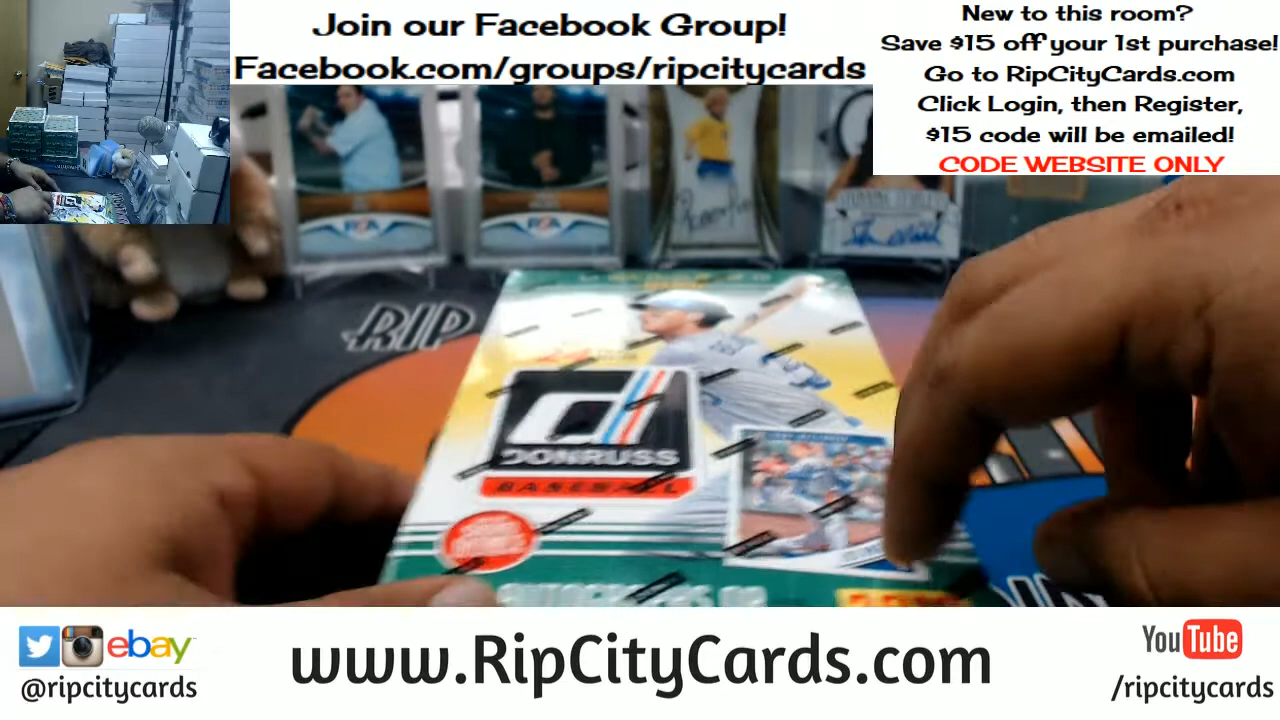 Join our Facebook Group!
Facebook.com/groups/ripcitycards
New to this room?
Save $15 off your 1st purchase!
Go to RipCityCards.com
Click Login, then Register,
$15 code will be emailed!
CODE WEBSITE ONLY
RIP
DONRUSS
BASEBALL
ebay
@ripcitycards
www.RipCityCards.com
YouTube
/ripcitycards